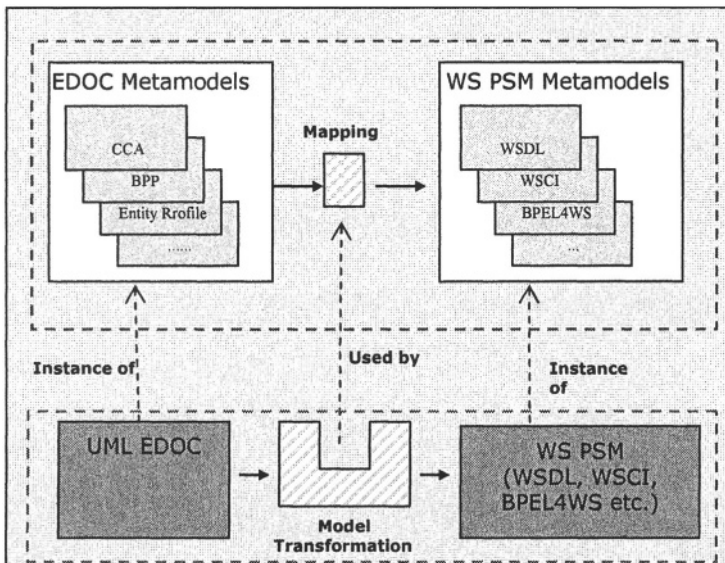 EDOC Metamodels
CCA
BPP
Entity Rrofile
......
Mapping
WS PSM Metamodels
WSDL
WSCI
BPEL4WS
...
Instance of
Used by
Instance
of
UML EDOC
Model
Transformation
WS PSM
(WSDL, WSCI,
BPEL4WS etc.)